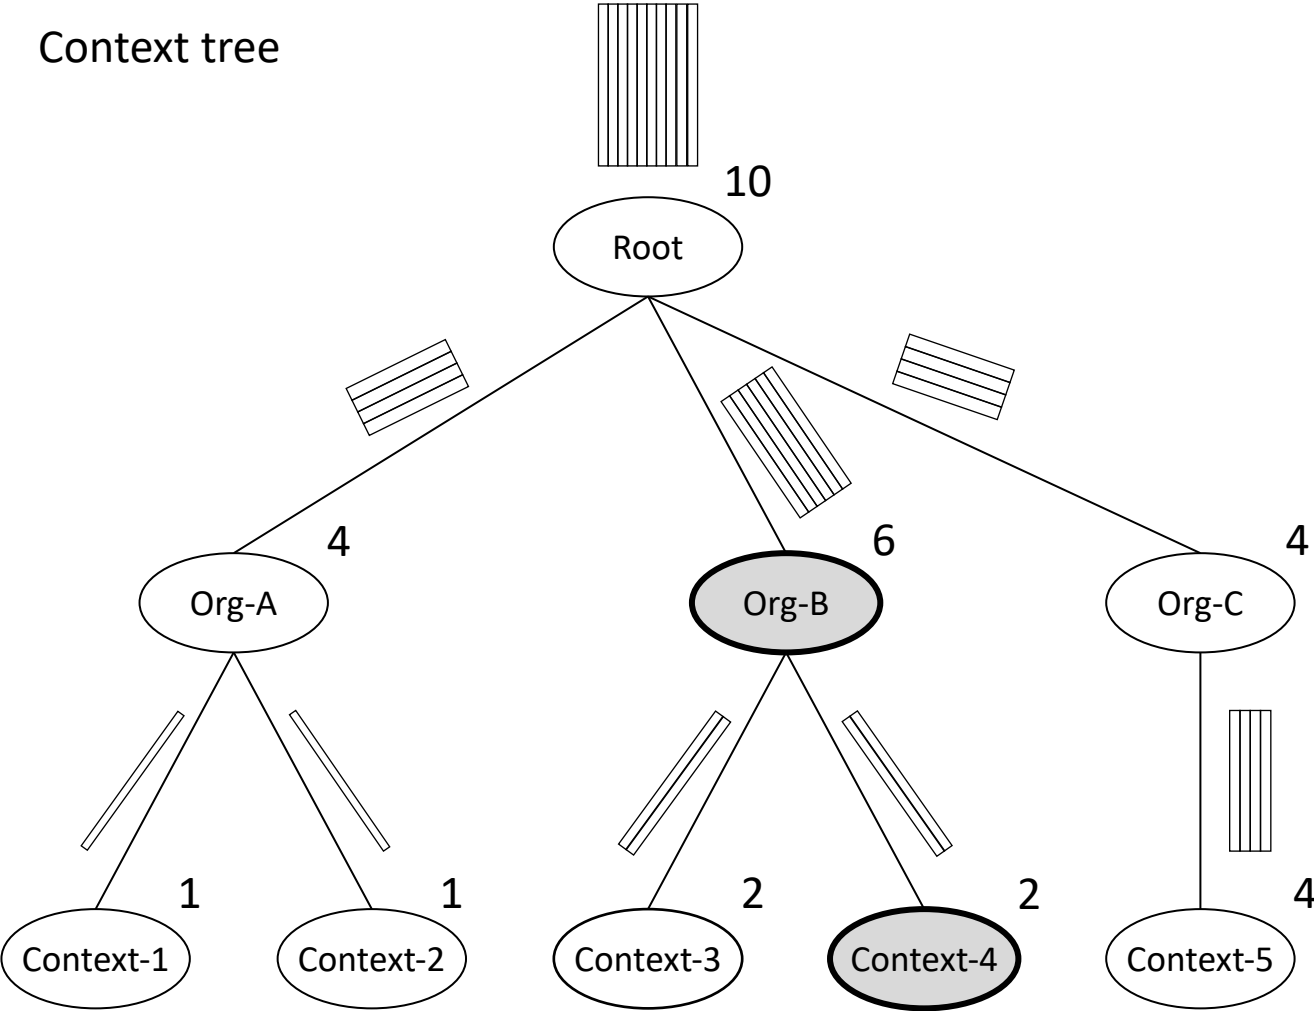 Context tree
10
Root
4
6
4
Org-A
Org-B
Org-C
1
1
2
2
4
Context-1
Context-2
Context-3
Context-4
Context-5